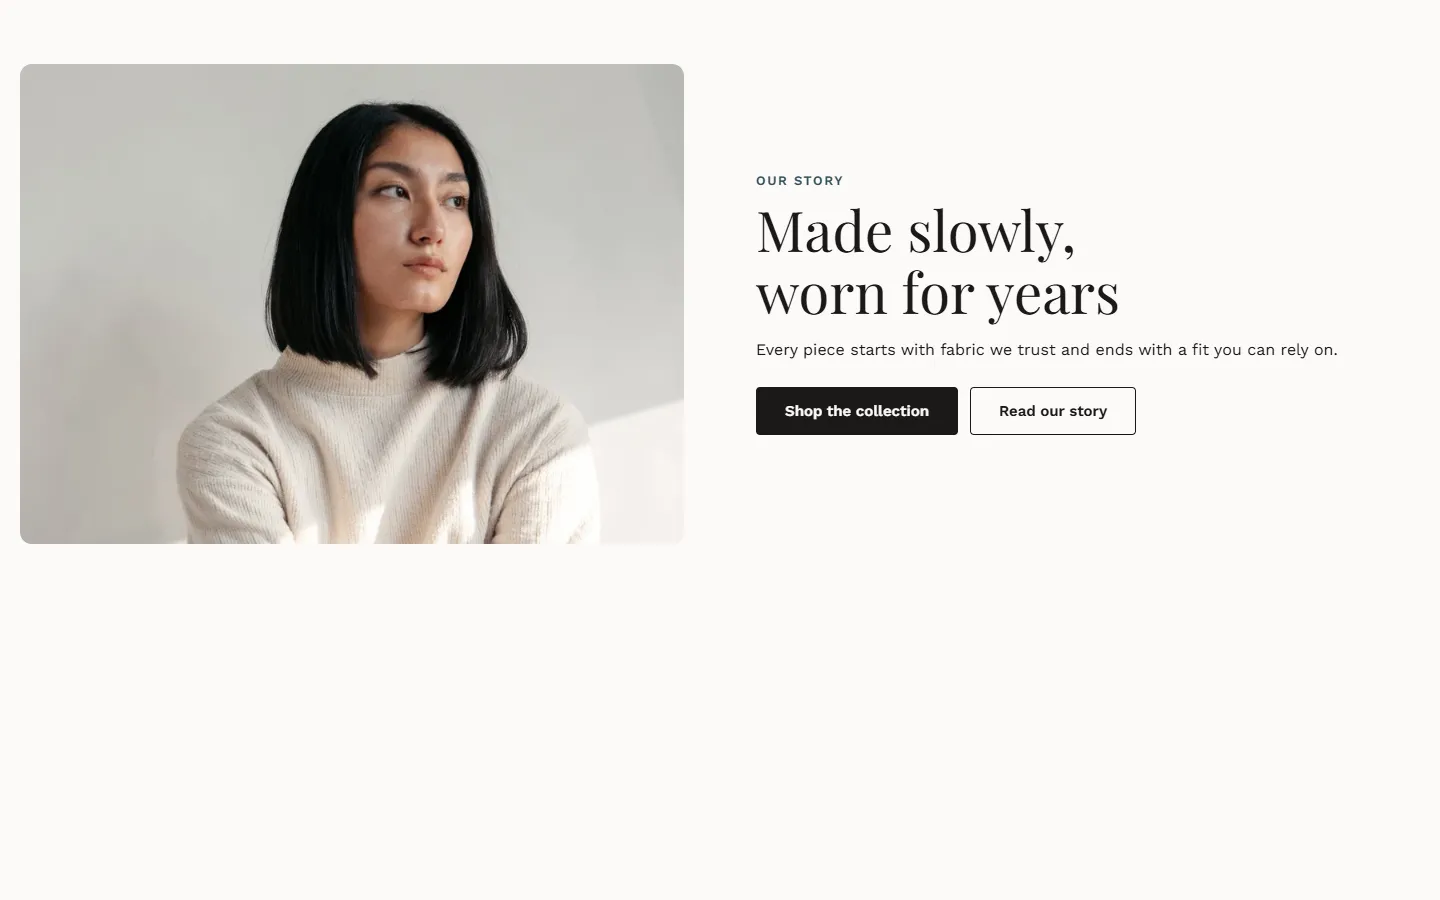 OUR STORY
Made slowly,
worn for years
Every piece starts with fabric we trust and ends with a fit you can rely on.
Shop the collection
Read our story